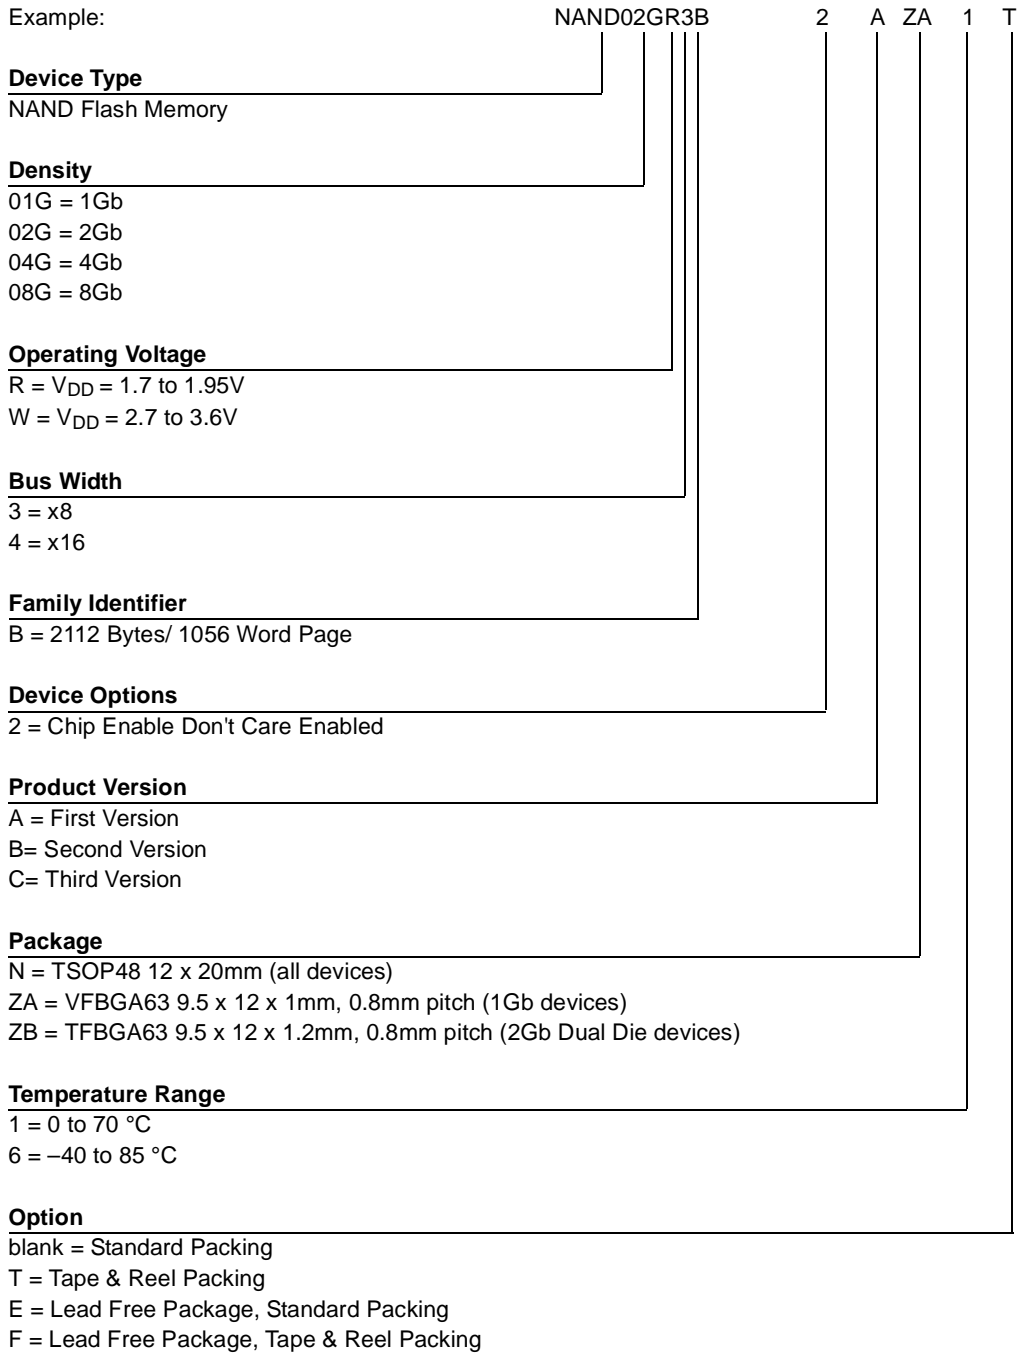 Example: NAND02GR3B 2 A ZA 1 T
Device Type
NAND Flash Memory
Density
01G = 1Gb
02G = 2Gb
04G = 4Gb
08G = 8Gb
Operating Voltage
R = VDD = 1.7 to 1.95V
W = VDD = 2.7 to 3.6V
Bus Width
3 = x8
4 = x16
Family Identifier
B = 2112 Bytes/ 1056 Word Page
Device Options
2 = Chip Enable Don't Care Enabled
Product Version
A = First Version
B= Second Version
C= Third Version
Package
N = TSOP48 12 x 20mm (all devices)
ZA = VFBGA63 9.5 x 12 x 1mm, 0.8mm pitch (1Gb devices)
ZB = TFBGA63 9.5 x 12 x 1.2mm, 0.8mm pitch (2Gb Dual Die devices)
Temperature Range
1 = 0 to 70 °C
6 = –40 to 85 °C
Option
blank = Standard Packing
T = Tape & Reel Packing
E = Lead Free Package, Standard Packing
F = Lead Free Package, Tape & Reel Packing